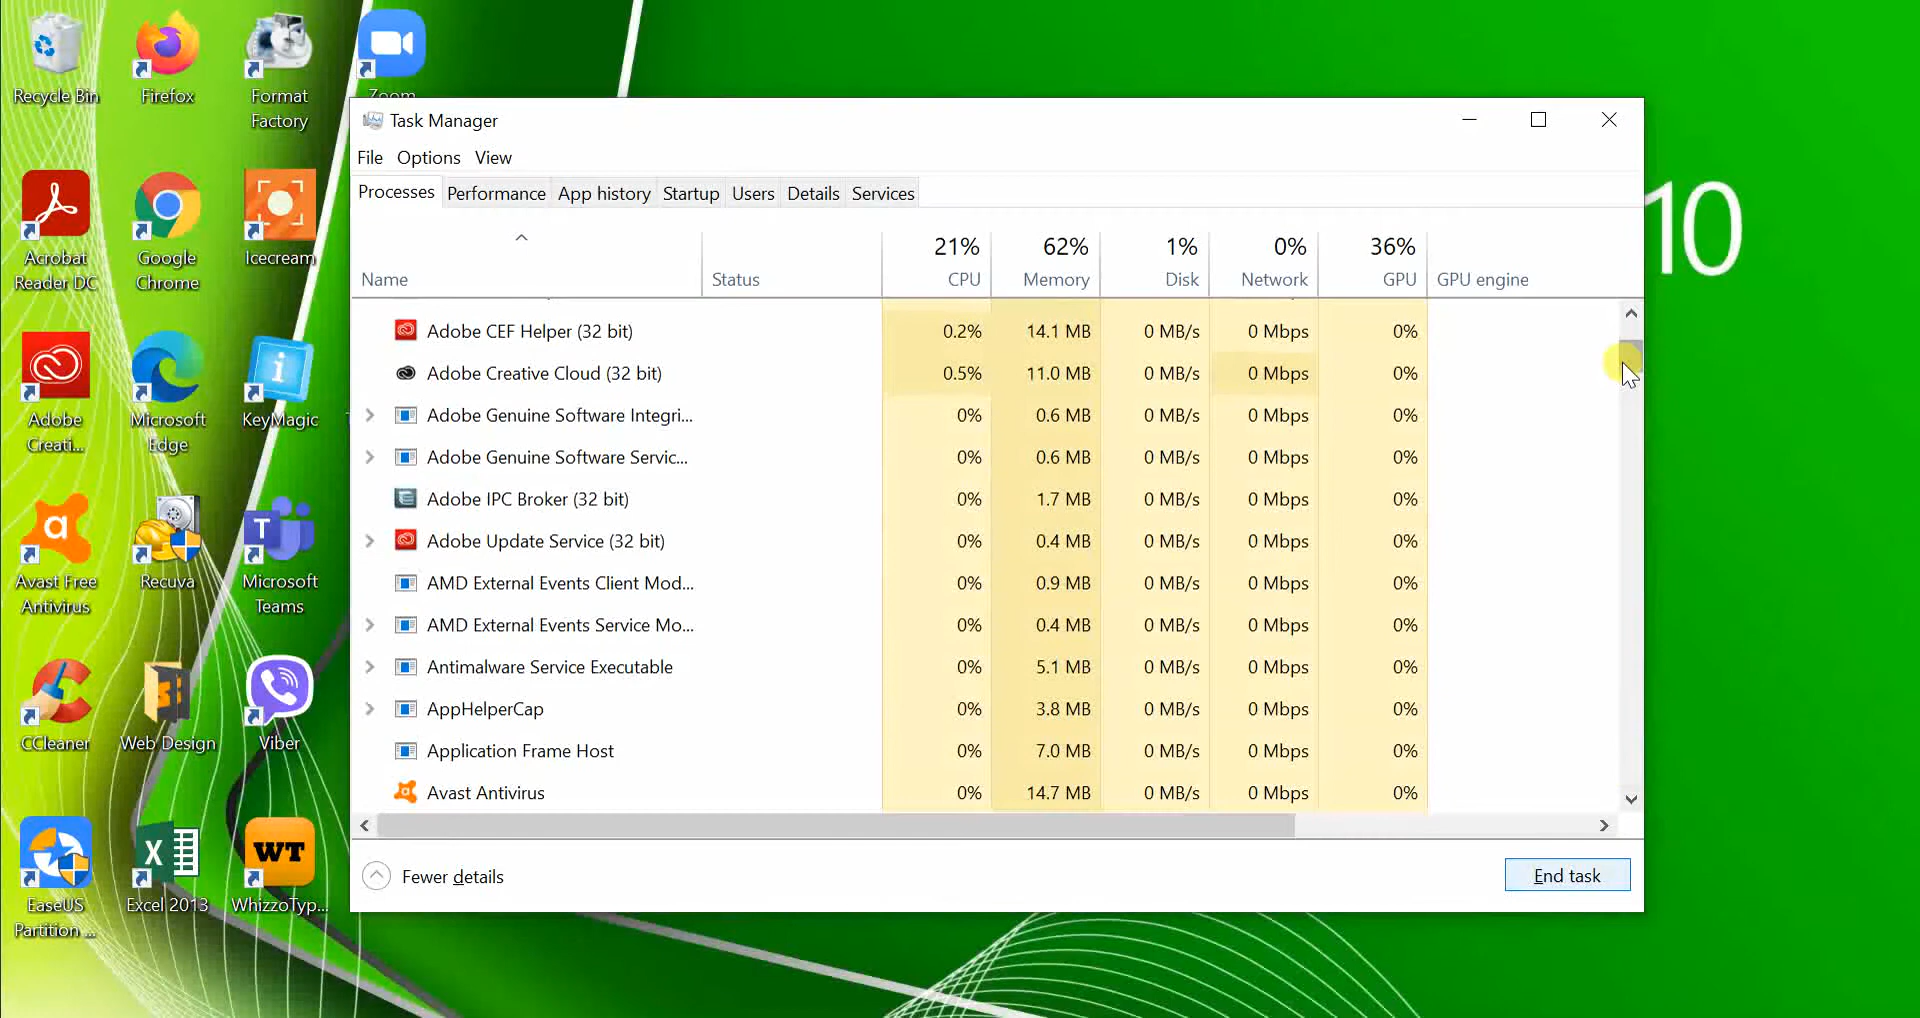 Recycle Bin
Firefox
Format
Factory
Zoom
Acrobat
Reader DC
Google
Chrome
Icecream
Adobe
Creati...
Microsoft
Edge
KeyMagic
Avast Free
Antivirus
Recuva
Microsoft
Teams
CCleaner
Web Design
Viber
EaseUS
Partition ...
Excel 2013
WT
WhizzoTyp...
10
Task Manager
File Options View
Processes Performance App history Startup Users Details Services
21% 62% 1% 0% 36%
Name Status CPU Memory Disk Network GPU GPU engine
Adobe CEF Helper (32 bit) 0.2% 14.1 MB 0 MB/s 0 Mbps 0%
Adobe Creative Cloud (32 bit) 0.5% 11.0 MB 0 MB/s 0 Mbps 0%
Adobe Genuine Software Integri... 0% 0.6 MB 0 MB/s 0 Mbps 0%
Adobe Genuine Software Servic... 0% 0.6 MB 0 MB/s 0 Mbps 0%
Adobe IPC Broker (32 bit) 0% 1.7 MB 0 MB/s 0 Mbps 0%
Adobe Update Service (32 bit) 0% 0.4 MB 0 MB/s 0 Mbps 0%
AMD External Events Client Mod... 0% 0.9 MB 0 MB/s 0 Mbps 0%
AMD External Events Service Mo... 0% 0.4 MB 0 MB/s 0 Mbps 0%
Antimalware Service Executable 0% 5.1 MB 0 MB/s 0 Mbps 0%
AppHelperCap 0% 3.8 MB 0 MB/s 0 Mbps 0%
Application Frame Host 0% 7.0 MB 0 MB/s 0 Mbps 0%
Avast Antivirus 0% 14.7 MB 0 MB/s 0 Mbps 0%
Fewer details
End task